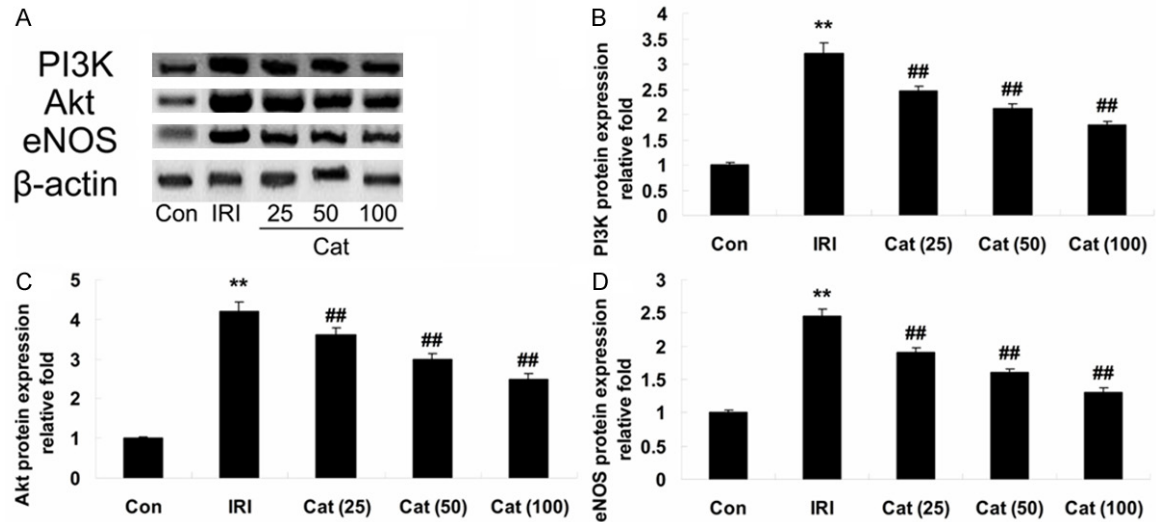 A
PI3K
Akt
eNOS
β-actin
Con IRI 25 50 100
Cat
B
PI3K protein expression
relative fold
4
3.5
3
2.5
2
1.5
1
0.5
0
**
##
##
##
Con IRI Cat (25) Cat (50) Cat (100)
C
Akt protein expression
relative fold
5
4
3
2
1
0
**
##
##
##
Con IRI Cat (25) Cat (50) Cat (100)
D
eNOS protein expression
relative fold
3
2.5
2
1.5
1
0.5
0
**
##
##
##
Con IRI Cat (25) Cat (50) Cat (100)